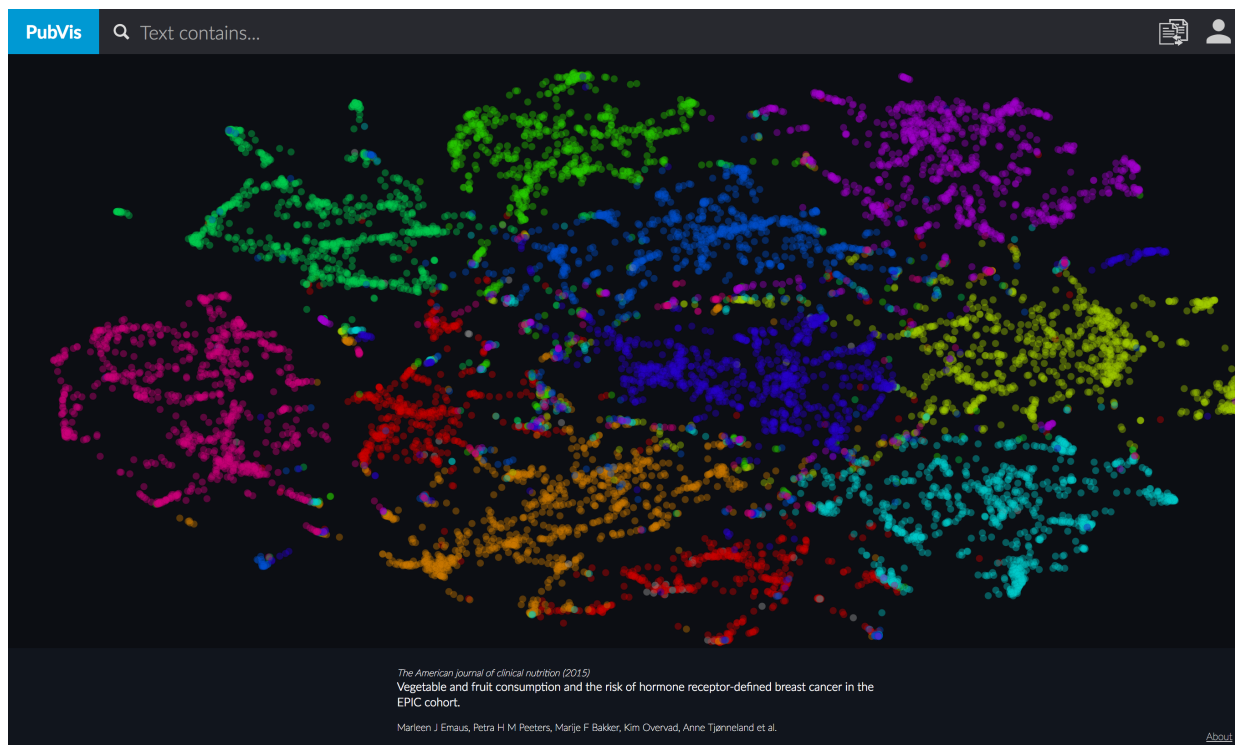 PubVis
Text contains...
The American journal of clinical nutrition (2015)
Vegetable and fruit consumption and the risk of hormone receptor-defined breast cancer in the
EPIC cohort.
Marleen J Emaus, Petra H M Peeters, Marije F Bakker, Kim Overvad, Anne Tjønneland et al.
About